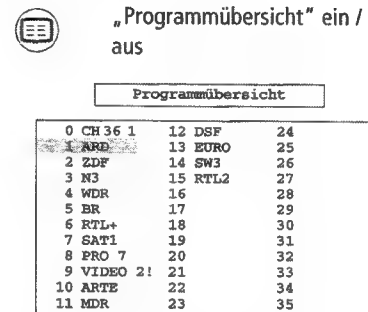 „Programmübersicht" ein /
aus
Programmübersicht
0 CH 36 1 12 DSF 24
1 ARD 13 EURO 25
2 ZDF 14 SW3 26
3 N3 15 RTL2 27
4 WDR 16 28
5 BR 17 29
6 RTL+ 18 30
7 SAT1 19 31
8 PRO 7 20 32
9 VIDEO 2! 21 33
10 ARTE 22 34
11 MDR 23 35